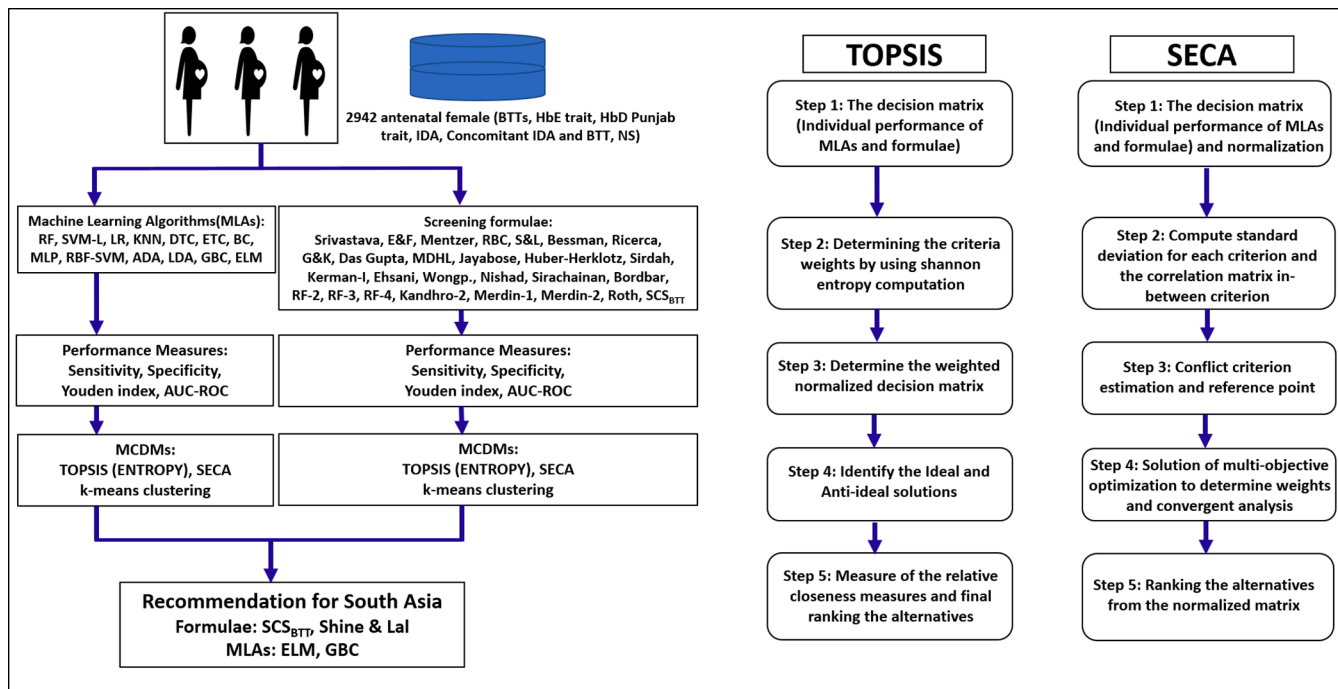 2942 antenatal female (BTTs, HbE trait, HbD Punjab
trait, IDA, Concomitant IDA and BTT, NS)
Machine Learning Algorithms(MLAs):
RF, SVM-L, LR, KNN, DTC, ETC, BC,
MLP, RBF-SVM, ADA, LDA, GBC, ELM
Screening formulae:
Srivastava, E&F, Mentzer, RBC, S&L, Bessman, Ricerca,
G&K, Das Gupta, MDHL, Jayabose, Huber-Herklotz, Sirdah,
Kerman-I, Ehsani, Wongp., Nishad, Sirachainan, Bordbar,
RF-2, RF-3, RF-4, Kandhro-2, Merdin-1, Merdin-2, Roth, SCSBTT
Performance Measures:
Sensitivity, Specificity,
Youden index, AUC-ROC
Performance Measures:
Sensitivity, Specificity,
Youden index, AUC-ROC
MCDMs:
TOPSIS (ENTROPY), SECA
k-means clustering
MCDMs:
TOPSIS (ENTROPY), SECA
k-means clustering
Recommendation for South Asia
Formulae: SCSBTT, Shine & Lal
MLAs: ELM, GBC
TOPSIS
Step 1: The decision matrix
(Individual performance of
MLAs and formulae)
Step 2: Determining the criteria
weights by using shannon
entropy computation
Step 3: Determine the weighted
normalized decision matrix
Step 4: Identify the Ideal and
Anti-ideal solutions
Step 5: Measure of the relative
closeness measures and final
ranking the alternatives
SECA
Step 1: The decision matrix
(Individual performance of MLAs
and formulae) and normalization
Step 2: Compute standard
deviation for each criterion and
the correlation matrix in-
between criterion
Step 3: Conflict criterion
estimation and reference point
Step 4: Solution of multi-objective
optimization to determine weights
and convergent analysis
Step 5: Ranking the alternatives
from the normalized matrix